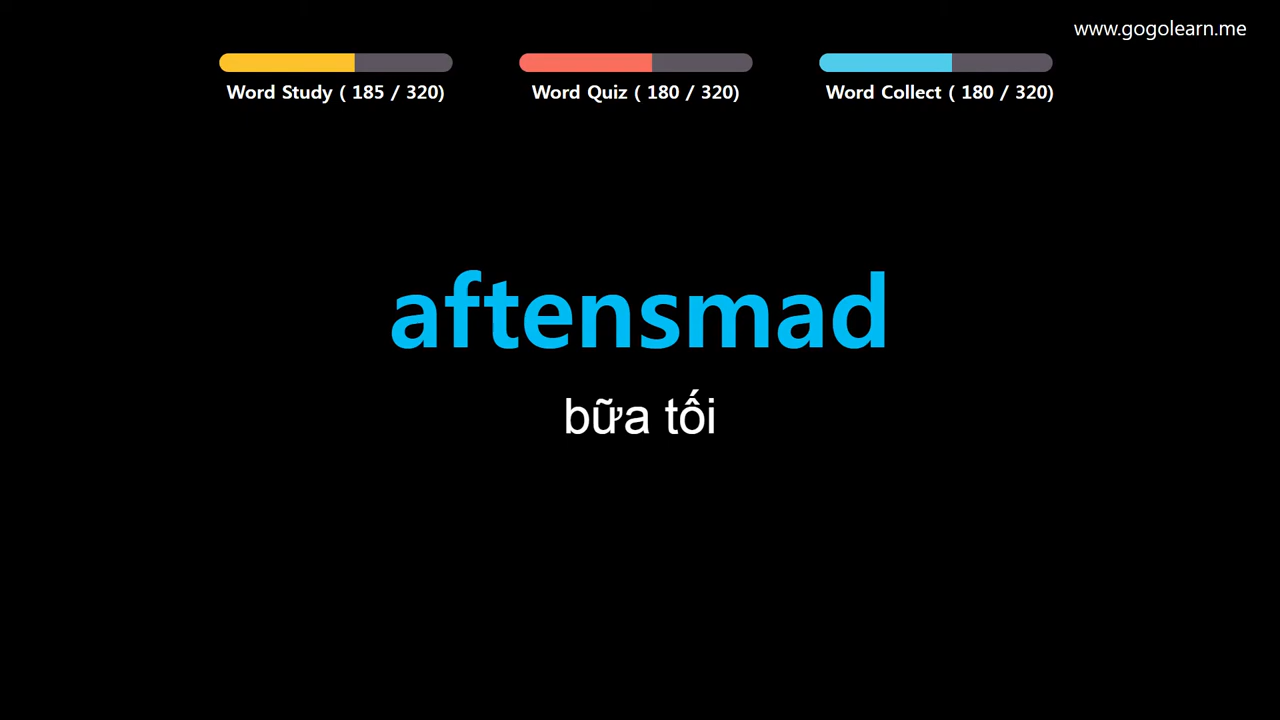 www.gogolearn.me
Word Study ( 185 / 320)
Word Quiz ( 180 / 320)
Word Collect ( 180 / 320)
aftensmad
bữa tối